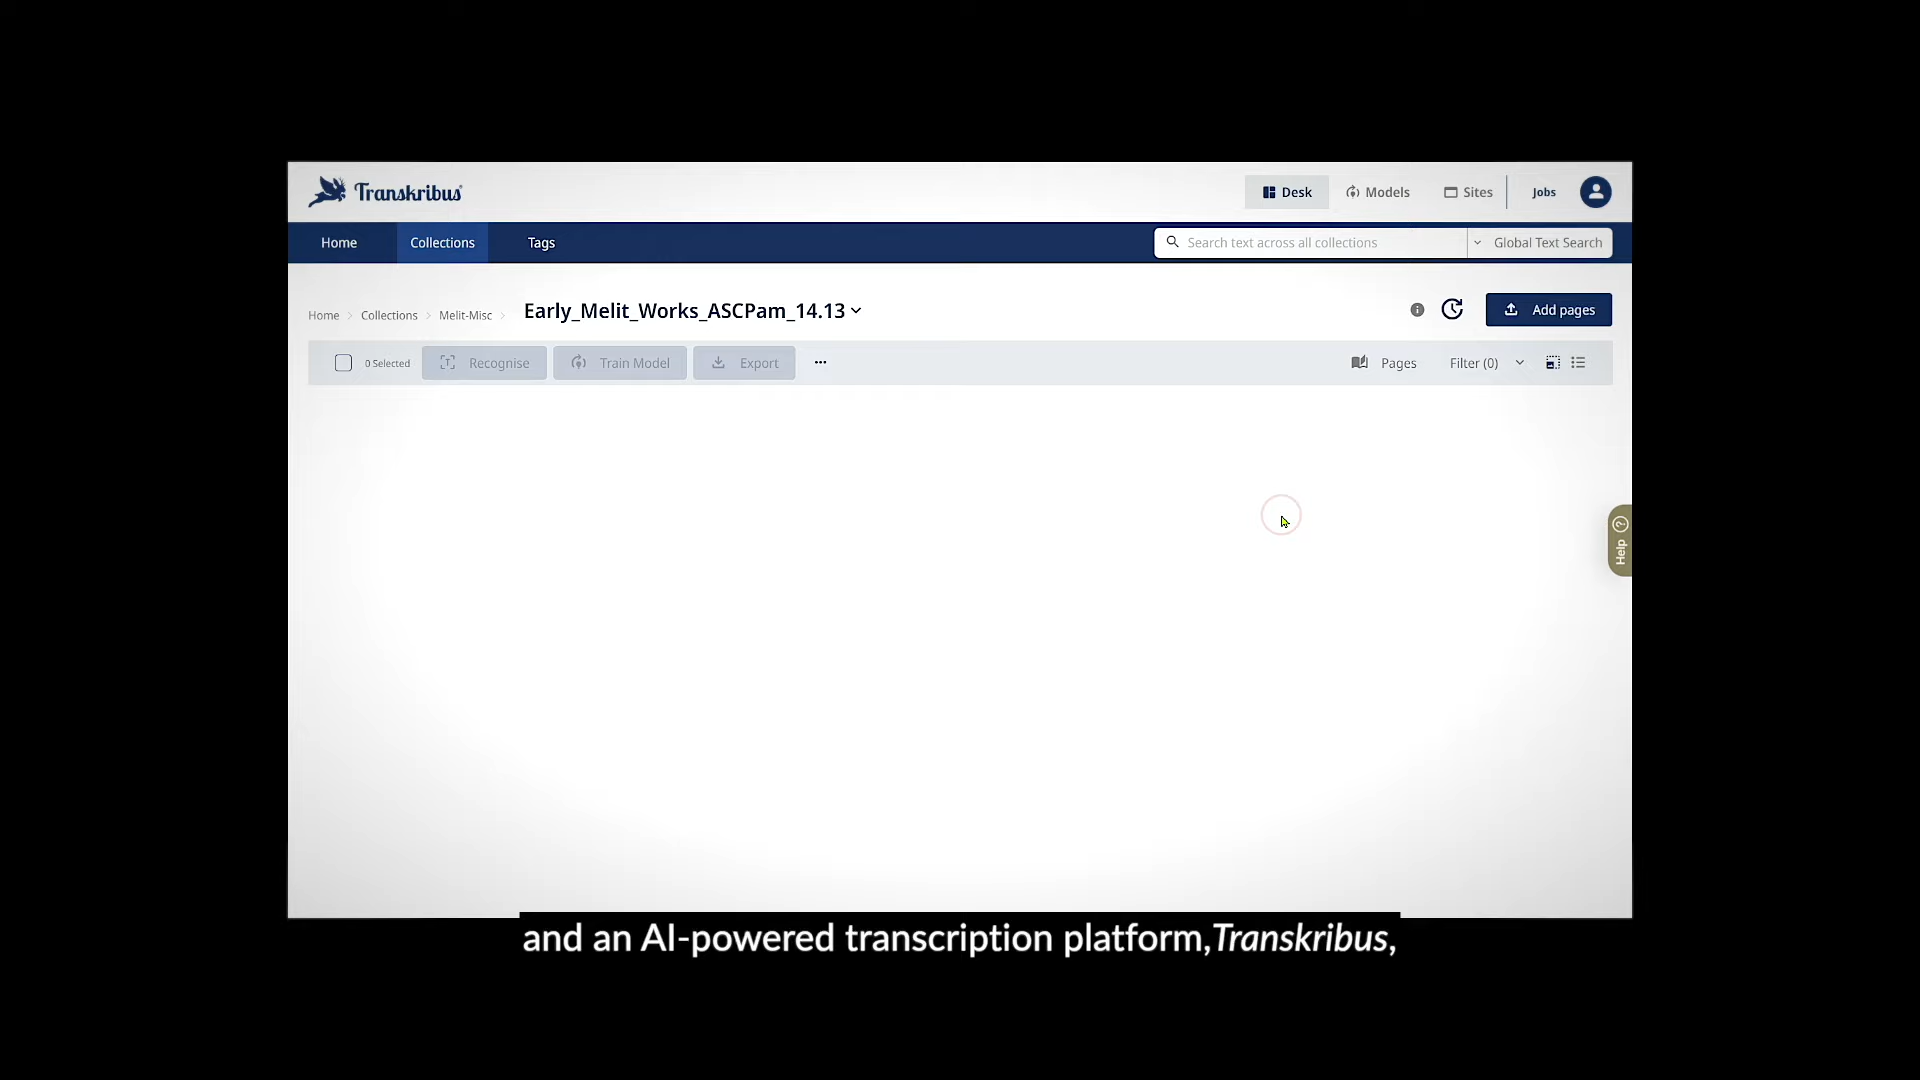 Transkribus
Desk
Models
Sites
Jobs
Home
Collections
Tags
Search text across all collections
Global Text Search
Home
Collections
Melit-Misc
Early_Melit_Works_ASCPam_14.13
Add pages
0 Selected
Recognise
Train Model
Export
Pages
Filter (0)
Help
and an AI-powered transcription platform,Transkribus,